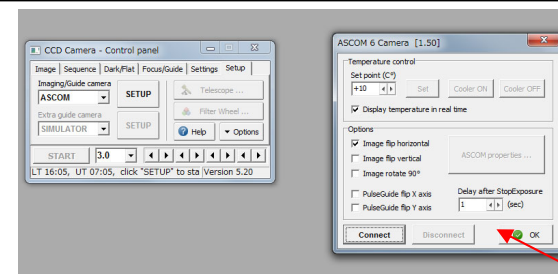 CCD Camera - Control panel
Image Sequence Dark/Flat Focus/Guide Settings Setup
Imaging/Guide camera
ASCOM
SETUP
Telescope ...
Extra guide camera
SIMULATOR
SETUP
Filter Wheel ...
Help
Options
START
3.0
LT 16:05, UT 07:05, click "SETUP" to sta
Version 5.20
ASCOM 6 Camera [1.50]
Temperature control
Set point (C°)
+10
Set
Cooler ON
Cooler OFF
Display temperature in real time
Options
Image flip horizontal
Image flip vertical
Image rotate 90°
ASCOM properties ...
PulseGuide flip X axis
PulseGuide flip Y axis
Delay after StopExposure
1
(sec)
Connect
Disconnect
OK